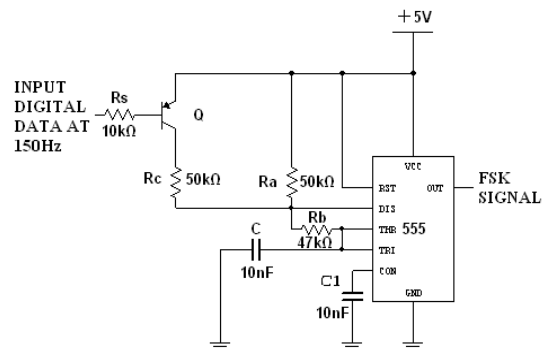 +5V
INPUT
DIGITAL
DATA AT
150Hz
Rs
10kΩ
Q
Rc
50kΩ
Ra
50kΩ
Rb
47kΩ
C
10nF
C1
10nF
VCC
RST
OUT
DIS
THR
555
TRI
CON
GND
FSK
SIGNAL